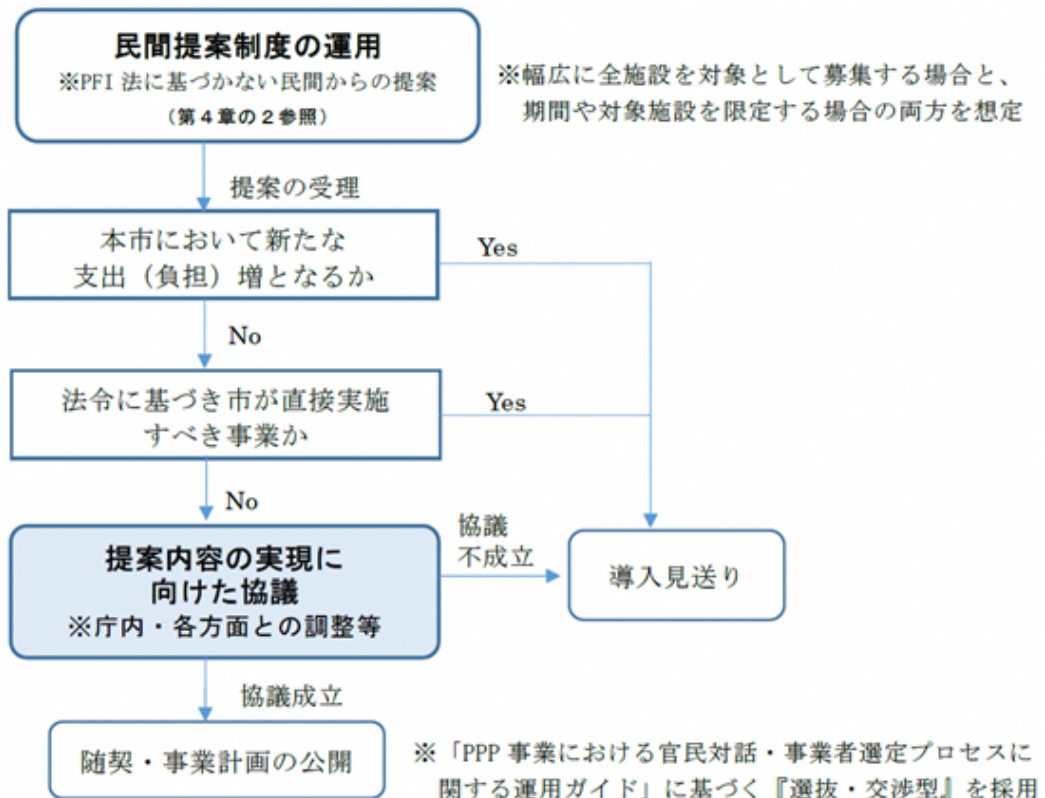 民間提案制度の運用
※PFI 法に基づかない民間からの提案
（第４章の２参照）
※幅広に全施設を対象として募集する場合と、
期間や対象施設を限定する場合の両方を想定
提案の受理
本市において新たな
支出（負担）増となるか
Yes
No
法令に基づき市が直接実施
すべき事業か
Yes
No
提案内容の実現に
向けた協議
※庁内・各方面との調整等
協議
不成立
導入見送り
協議成立
随契・事業計画の公開
※「PPP 事業における官民対話・事業者選定プロセスに
関する運用ガイド」に基づく『選抜・交渉型』を採用